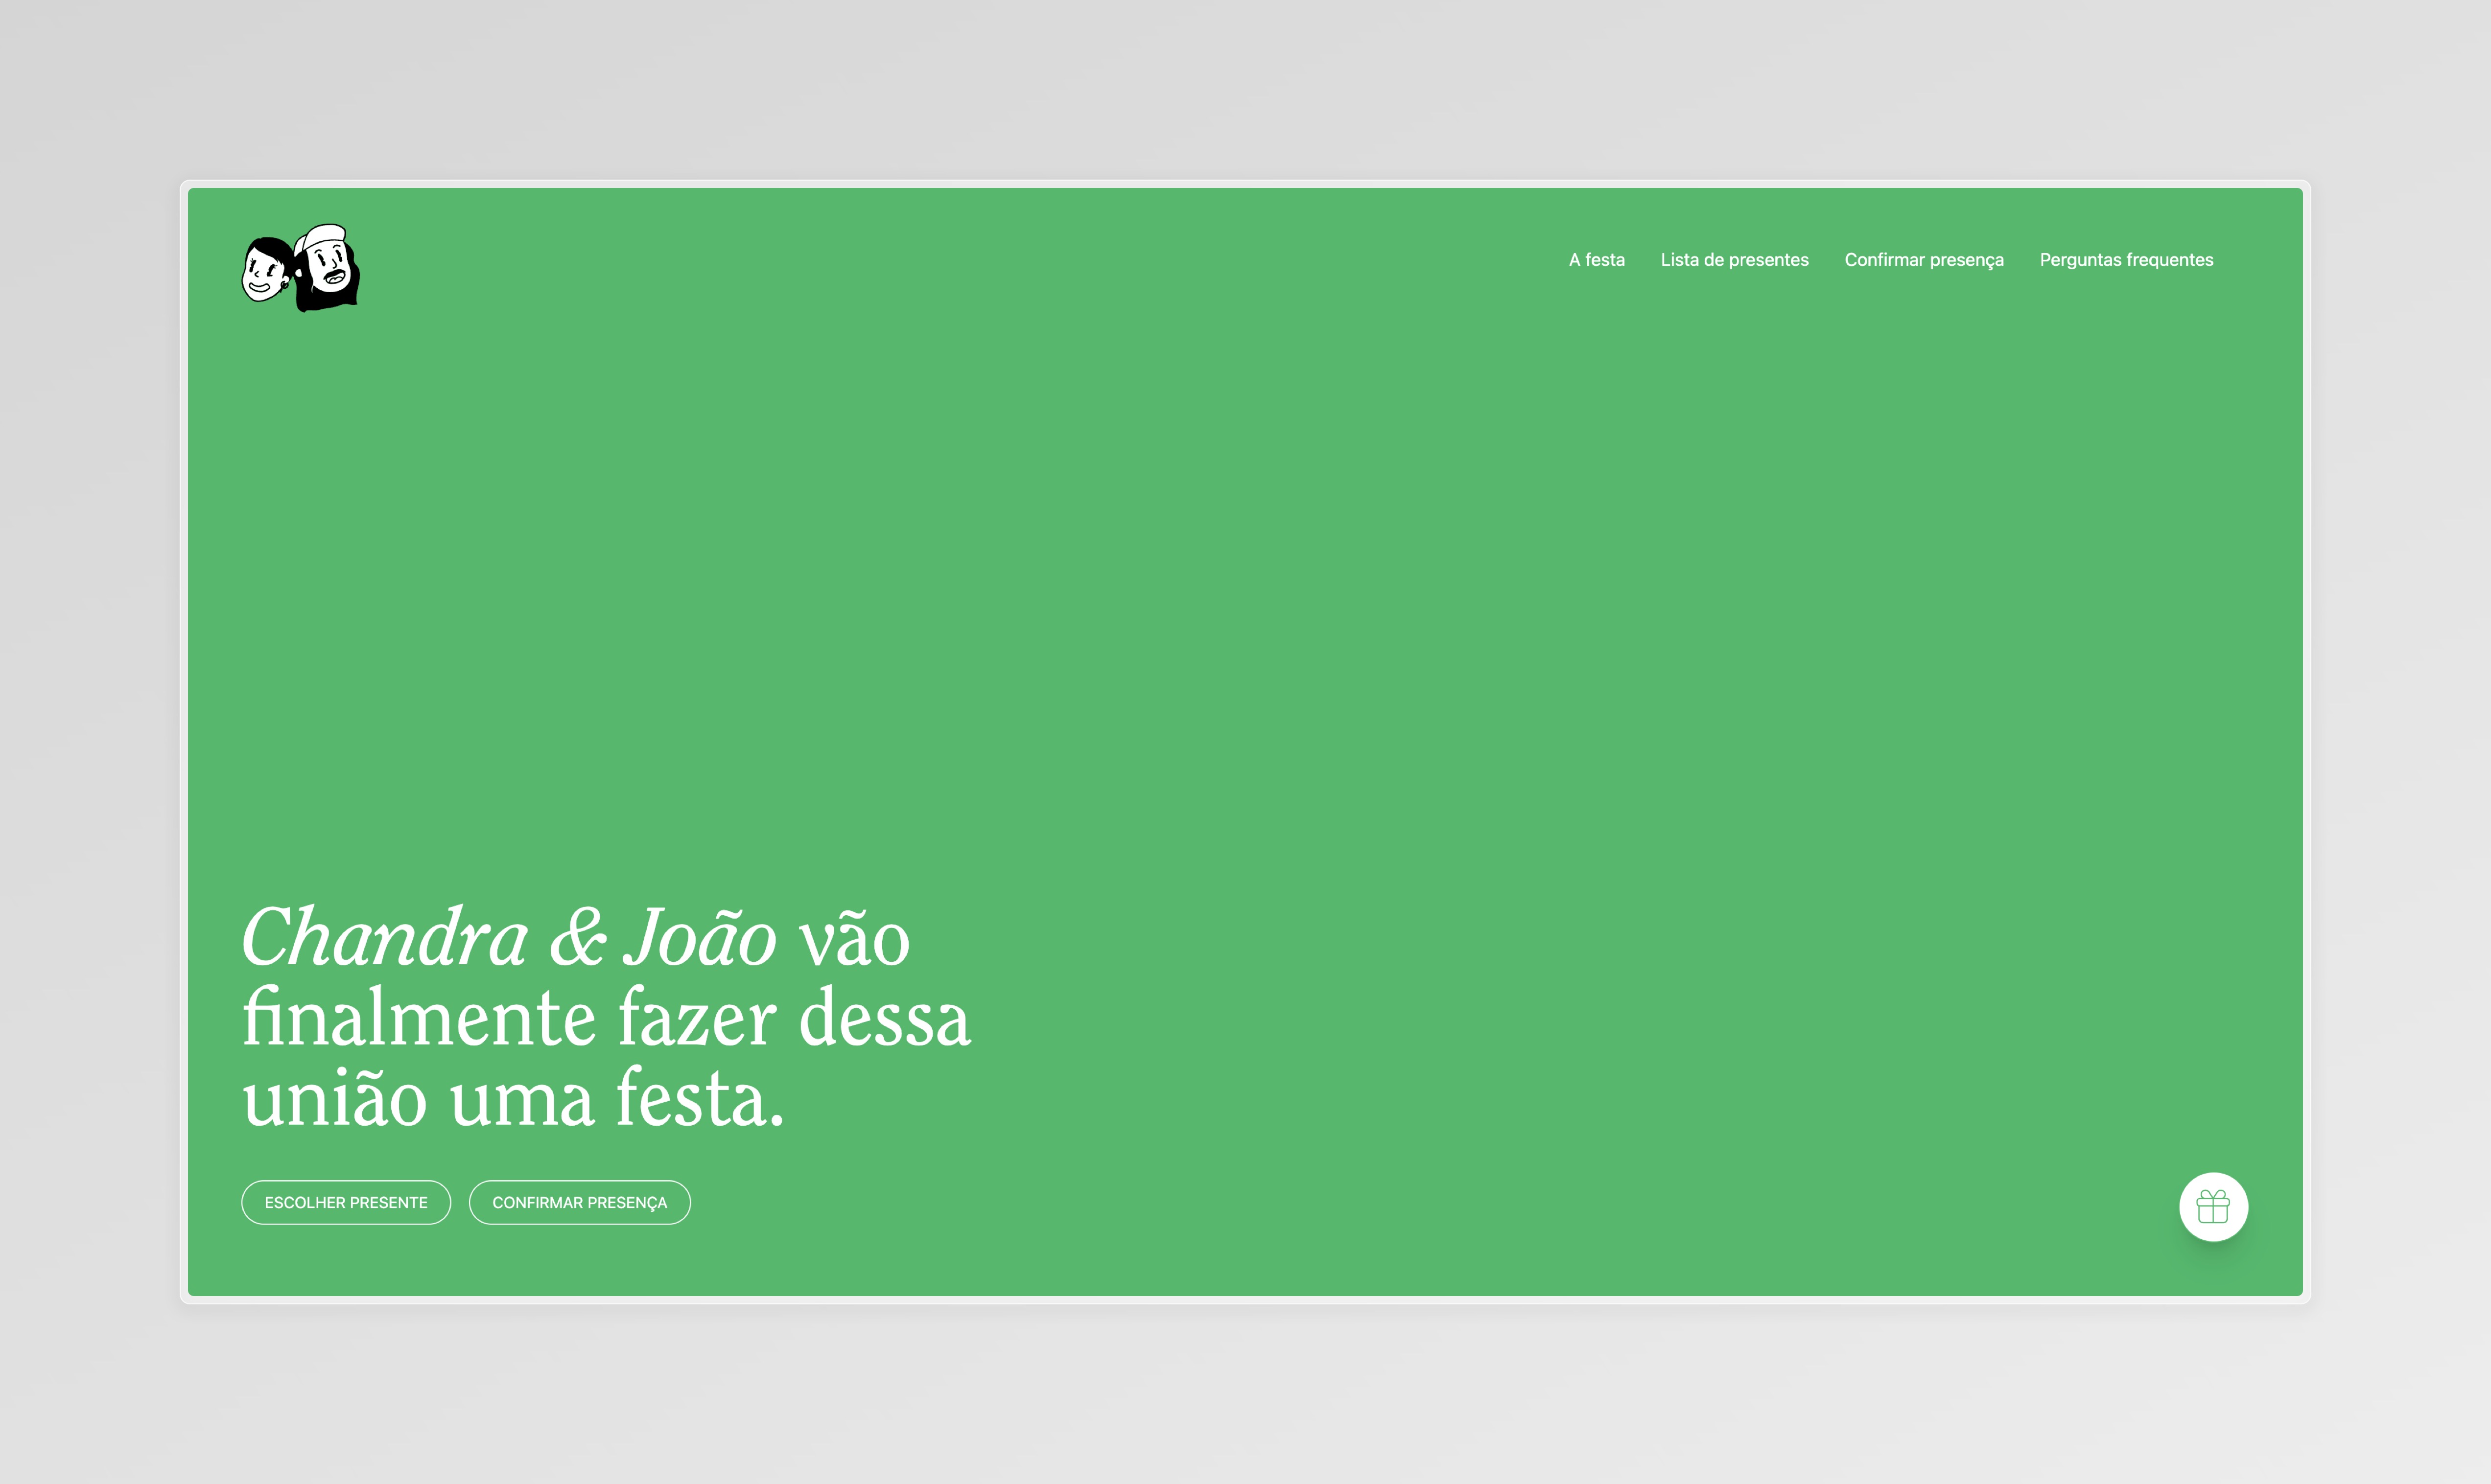 A festa
Lista de presentes
Confirmar presença
Perguntas frequentes
Chandra & João vão
finalmente fazer dessa
união uma festa.
ESCOLHER PRESENTE
CONFIRMAR PRESENÇA